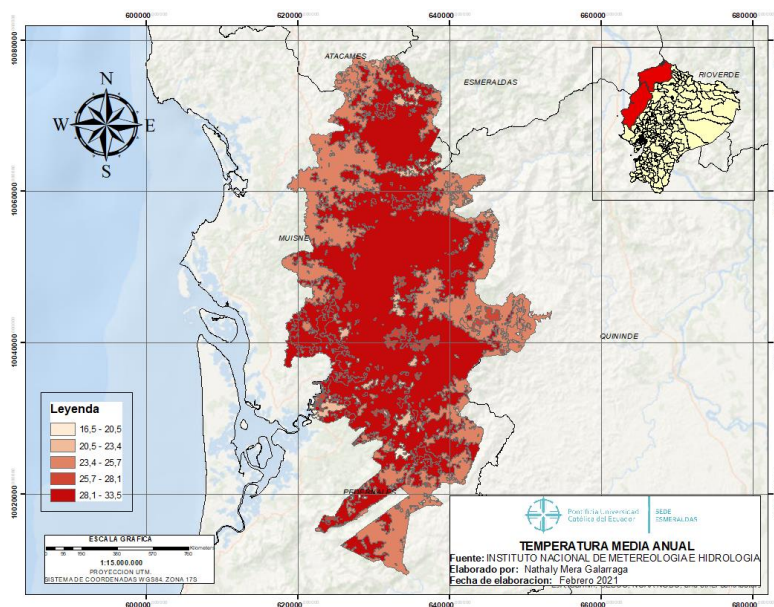 600000 620000 640000 660000 680000
10080000
10060000
10040000
10020000
ATACAMES
ESMERALDAS
RIOVERDE
N
W E
S
MUISNE
QUININDE
Leyenda
16,5 - 20,5
20,5 - 23,4
23,4 - 25,7
25,7 - 28,1
28,1 - 33,5
ESCALA GRAFICA
1:15.000.000
PROYECCION UTM.
SISTEMA DE COORDENADAS WGS84, ZONA 17S
Pontificia Universidad
Católica del Ecuador
SEDE
ESMERALDAS
TEMPERATURA MEDIA ANUAL
Fuente: INSTITUTO NACIONAL DE METEREOLOGIA E HIDROLOGIA
Elaborado por: Nathaly Mera Galarraga
Fecha de elaboracion: Febrero 2021
600000 620000 640000 660000 680000